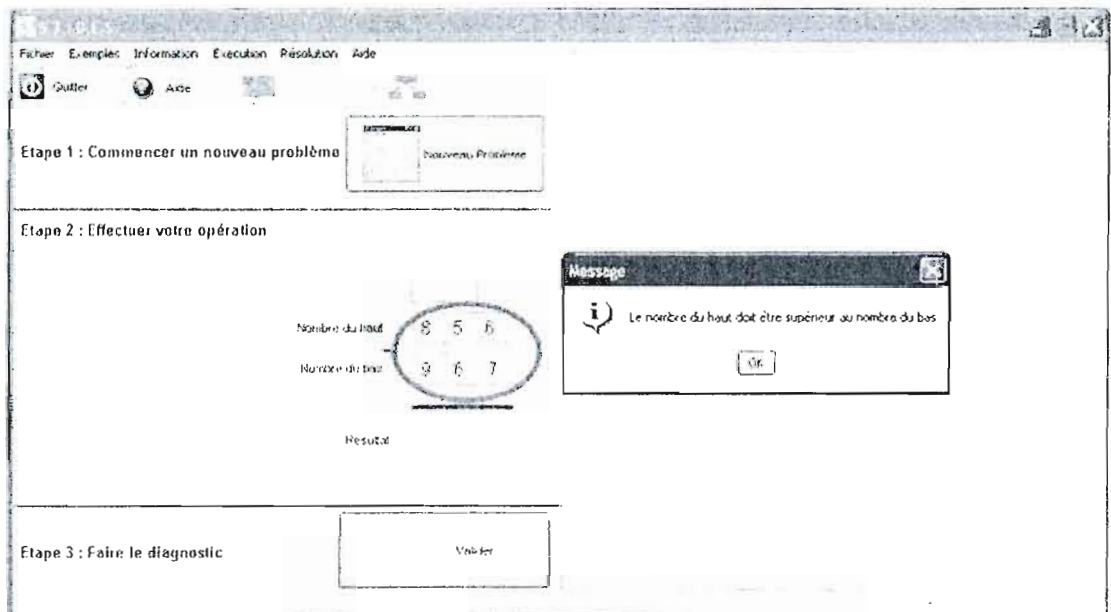 Fichier Exemples Information Exécution Résolution Aide
Quitter Aide
Etape 1 : Commencer un nouveau problème
Nouveau Problème
Etape 2 : Effectuer votre opération
Message
Le nombre du haut doit être supérieur au nombre du bas
OK
Nombre du haut 8 5 6
- 
Nombre du bas 9 6 7
Resultat
Etape 3 : Faire le diagnostic
Valider